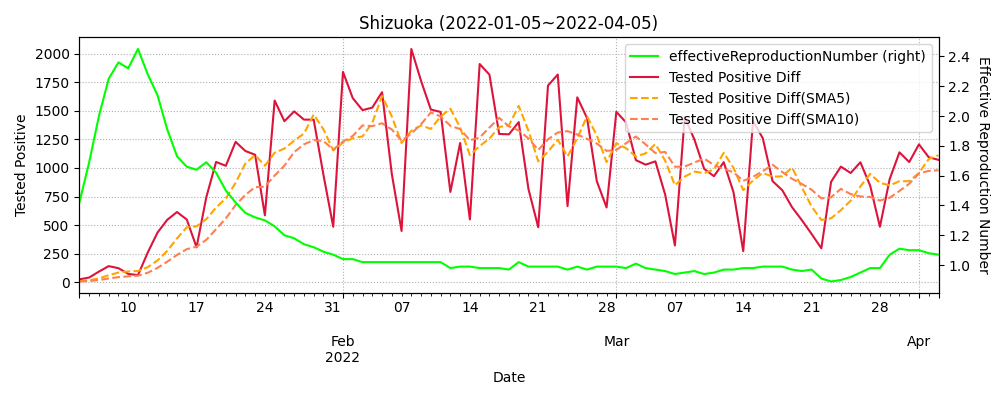 Shizuoka (2022-01-05~2022-04-05)
effectiveReproductionNumber (right)
Tested Positive Diff
Tested Positive Diff(SMA5)
Tested Positive Diff(SMA10)
Tested Positive
2000
1750
1500
1250
1000
750
500
250
0
2.4
2.2
2.0
1.8
1.6
1.4
1.2
1.0
Effective Reproduction Number
10 17 24 31 07 14 21 28 07 14 21 28
Feb Mar Apr
2022
Date